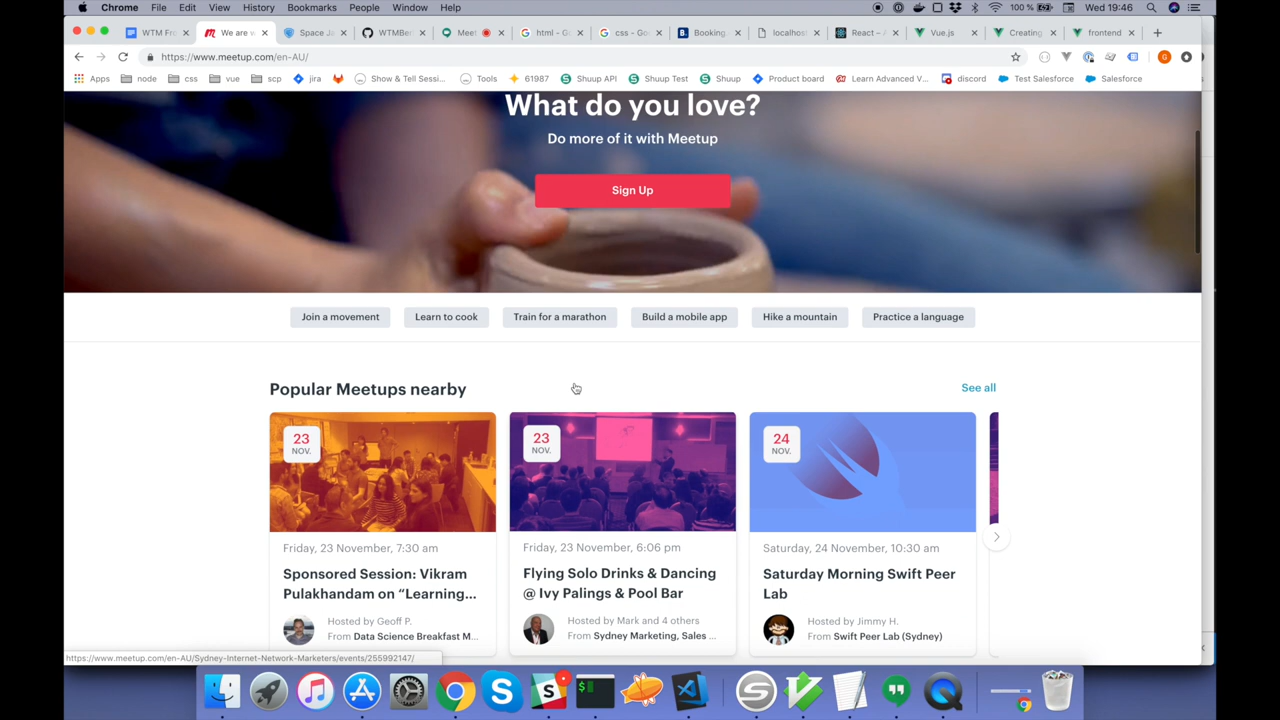 Chrome File Edit View History Bookmarks People Window Help 100 % Wed 19:46
WTM Fr We are w Space Ja WTMBer Meet html - Go css - Goo Booking. localhos React – A Vue.js Creating frontend
https://www.meetup.com/en-AU/
Apps node css vue scp jira Show & Tell Sessi... Tools 61987 Shuup API Shuup Test Shuup Product board Learn Advanced V... discord Test Salesforce Salesforce
What do you love?
Do more of it with Meetup
Sign Up
Join a movement Learn to cook Train for a marathon Build a mobile app Hike a mountain Practice a language
Popular Meetups nearby See all
23 23 24
NOV. NOV. NOV.
Friday, 23 November, 7:30 am Friday, 23 November, 6:06 pm Saturday, 24 November, 10:30 am
Sponsored Session: Vikram Flying Solo Drinks & Dancing Saturday Morning Swift Peer
Pulakhandam on “Learning... @ Ivy Palings & Pool Bar Lab
Hosted by Geoff P. Hosted by Mark and 4 others Hosted by Jimmy H.
From Data Science Breakfast M... From Sydney Marketing, Sales ... From Swift Peer Lab (Sydney)
https://www.meetup.com/en-AU/Sydney-Internet-Network-Marketers/events/255992147/